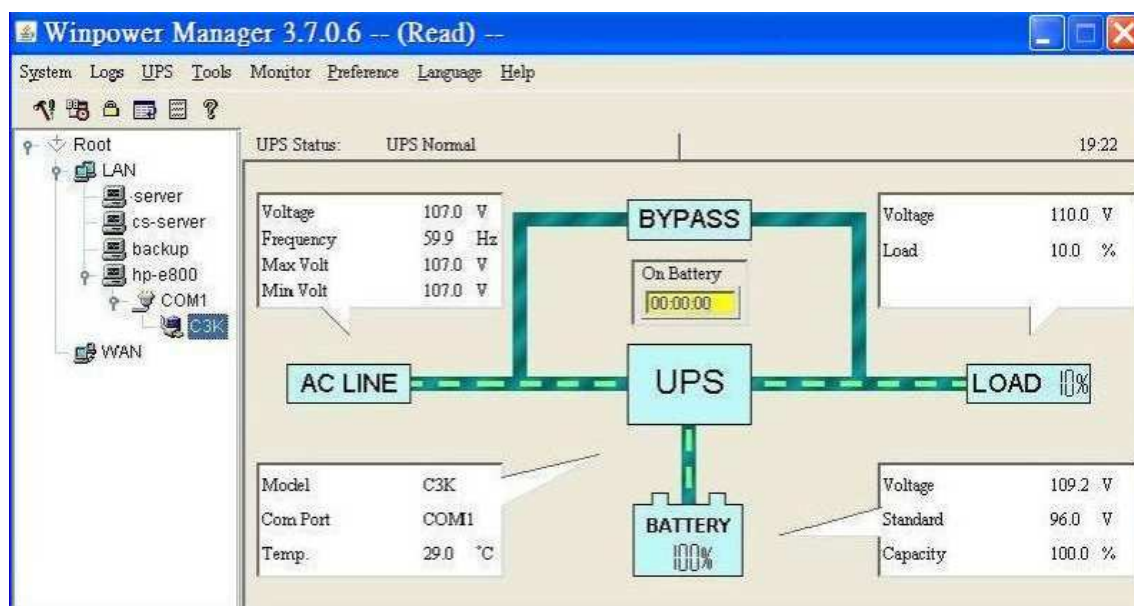 Winpower Manager 3.7.0.6 -- (Read) --
System Logs UPS Tools Monitor Preference Language Help
Root
LAN
server
cs-server
backup
hp-e800
COM1
C3K
WAN
UPS Status: UPS Normal 19:22
Voltage 107.0 V
Frequency 59.9 Hz
Max Volt 107.0 V
Min Volt 107.0 V
BYPASS
On Battery
00:00:00
Voltage 110.0 V
Load 10.0 %
AC LINE
UPS
LOAD 10%
Model C3K
Com Port COM1
Temp. 29.0 °C
BATTERY
100%
Voltage 109.2 V
Standard 96.0 V
Capacity 100.0 %